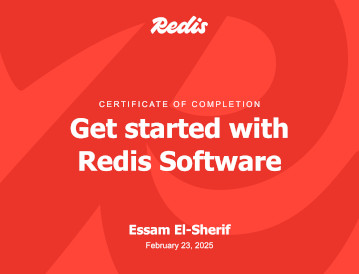 Redis
CERTIFICATE OF COMPLETION
Get started with
Redis Software
Essam El-Sherif
February 23, 2025